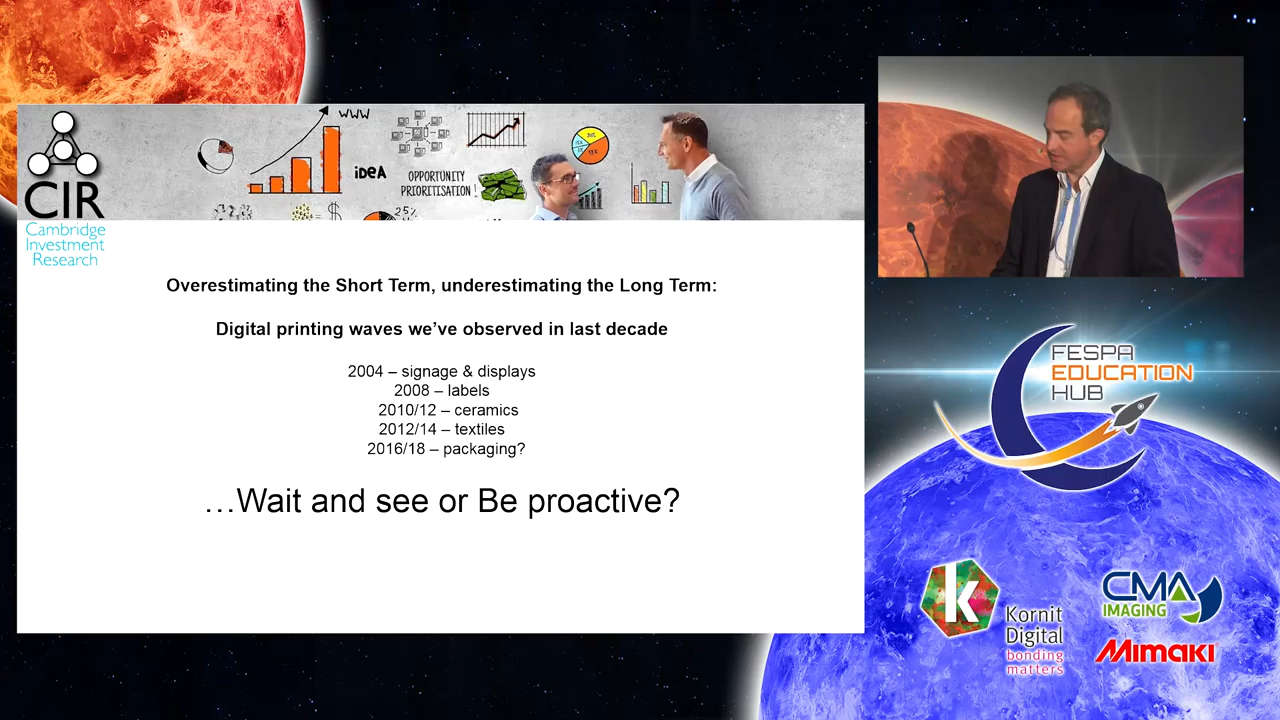 CIR
Cambridge
Investment
Research
WWW
iDEA
OPPORTUNITY
PRIORITISATION !
25%
$
Overestimating the Short Term, underestimating the Long Term:
Digital printing waves we've observed in last decade
2004 – signage & displays
2008 – labels
2010/12 – ceramics
2012/14 – textiles
2016/18 – packaging?
…Wait and see or Be proactive?
FESPA
EDUCATION
HUB
k
Kornit
Digital
bonding
matters
CMA
IMAGING
Mimaki